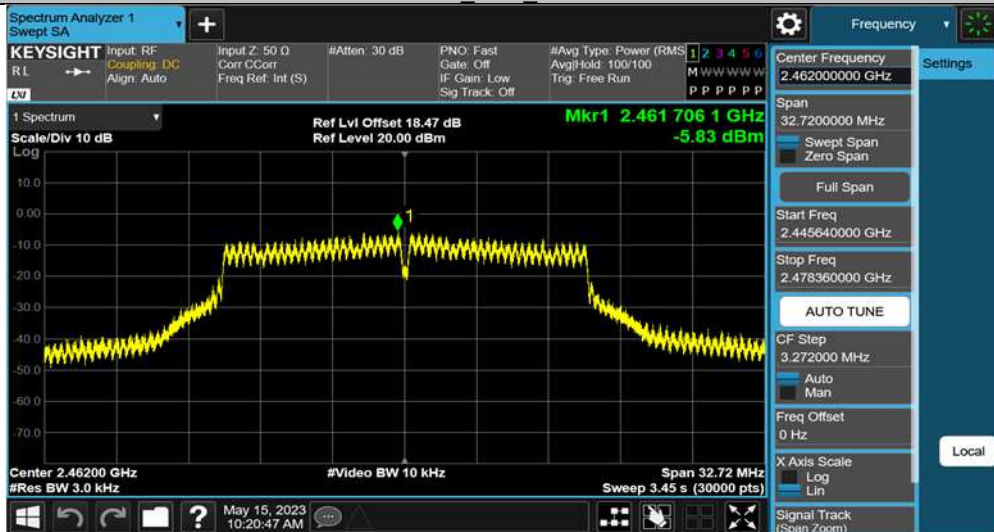 Spectrum Analyzer 1
Swept SA
+
Frequency
KEYSIGHT
RL
LXI
Input: RF
Coupling: DC
Align: Auto
Input Z: 50 Ω
Corr CCorr
Freq Ref: Int (S)
#Atten: 30 dB
PNO: Fast
Gate: Off
IF Gain: Low
Sig Track: Off
#Avg Type: Power (RMS
Avg|Hold: 100/100
Trig: Free Run
1 2 3 4 5 6
M W W W W W
P P P P P P
1 Spectrum
Scale/Div 10 dB
Log
Ref Lvl Offset 18.47 dB
Ref Level 20.00 dBm
Mkr1 2.461 706 1 GHz
-5.83 dBm
10.0
0.00
-10.0
-20.0
-30.0
-40.0
-50.0
-60.0
-70.0
1
Center 2.46200 GHz
#Res BW 3.0 kHz
#Video BW 10 kHz
Span 32.72 MHz
Sweep 3.45 s (30000 pts)
?
May 15, 2023
10:20:47 AM
Center Frequency
2.462000000 GHz
Span
32.7200000 MHz
Swept Span
Zero Span
Full Span
Start Freq
2.445640000 GHz
Stop Freq
2.478360000 GHz
AUTO TUNE
CF Step
3.272000 MHz
Auto
Man
Freq Offset
0 Hz
X Axis Scale
Log
Lin
Signal Track
(Span Zoom)
Settings
Local